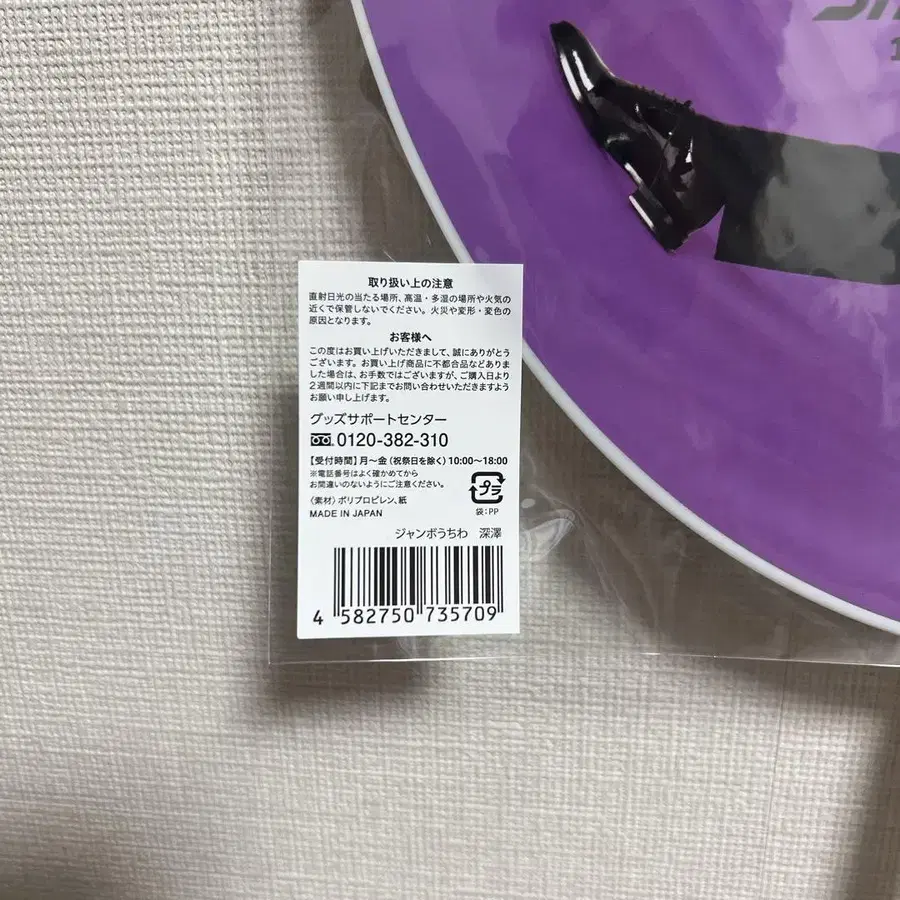 取り扱い上の注意
直射日光の当たる場所、高温・多湿の場所や火気の
近くで保管しないでください。火災や変形・変色の
原因となります。
お客様へ
この度はお買い上げいただきまして、誠にありがとう
ございます。お買い上げ商品に不都合品などありま
した場合は、お手数ではございますが、ご購入日より
2週間以内に下記までお問い合わせいただきますよう
お願い申し上げます。
グッズサポートセンター
0120-382-310
【受付時間】月〜金（祝祭日を除く）10:00〜18:00
※電話番号はよく確かめてから
お間違いのないようにご注意ください。
〈素材〉ポリプロピレン、紙
MADE IN JAPAN
プラ
袋：PP
ジャンボうちわ　深澤
4 582750 735709